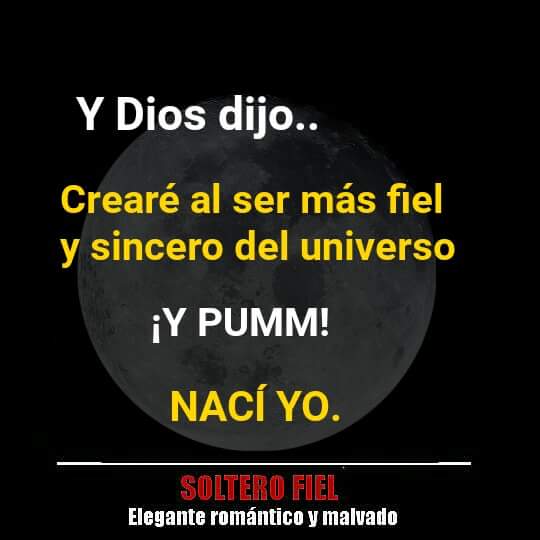 Y Dios dijo..
Crearé al ser más fiel
y sincero del universo
¡Y PUMM!
NACÍ YO.
SOLTERO FIEL
Elegante romántico y malvado